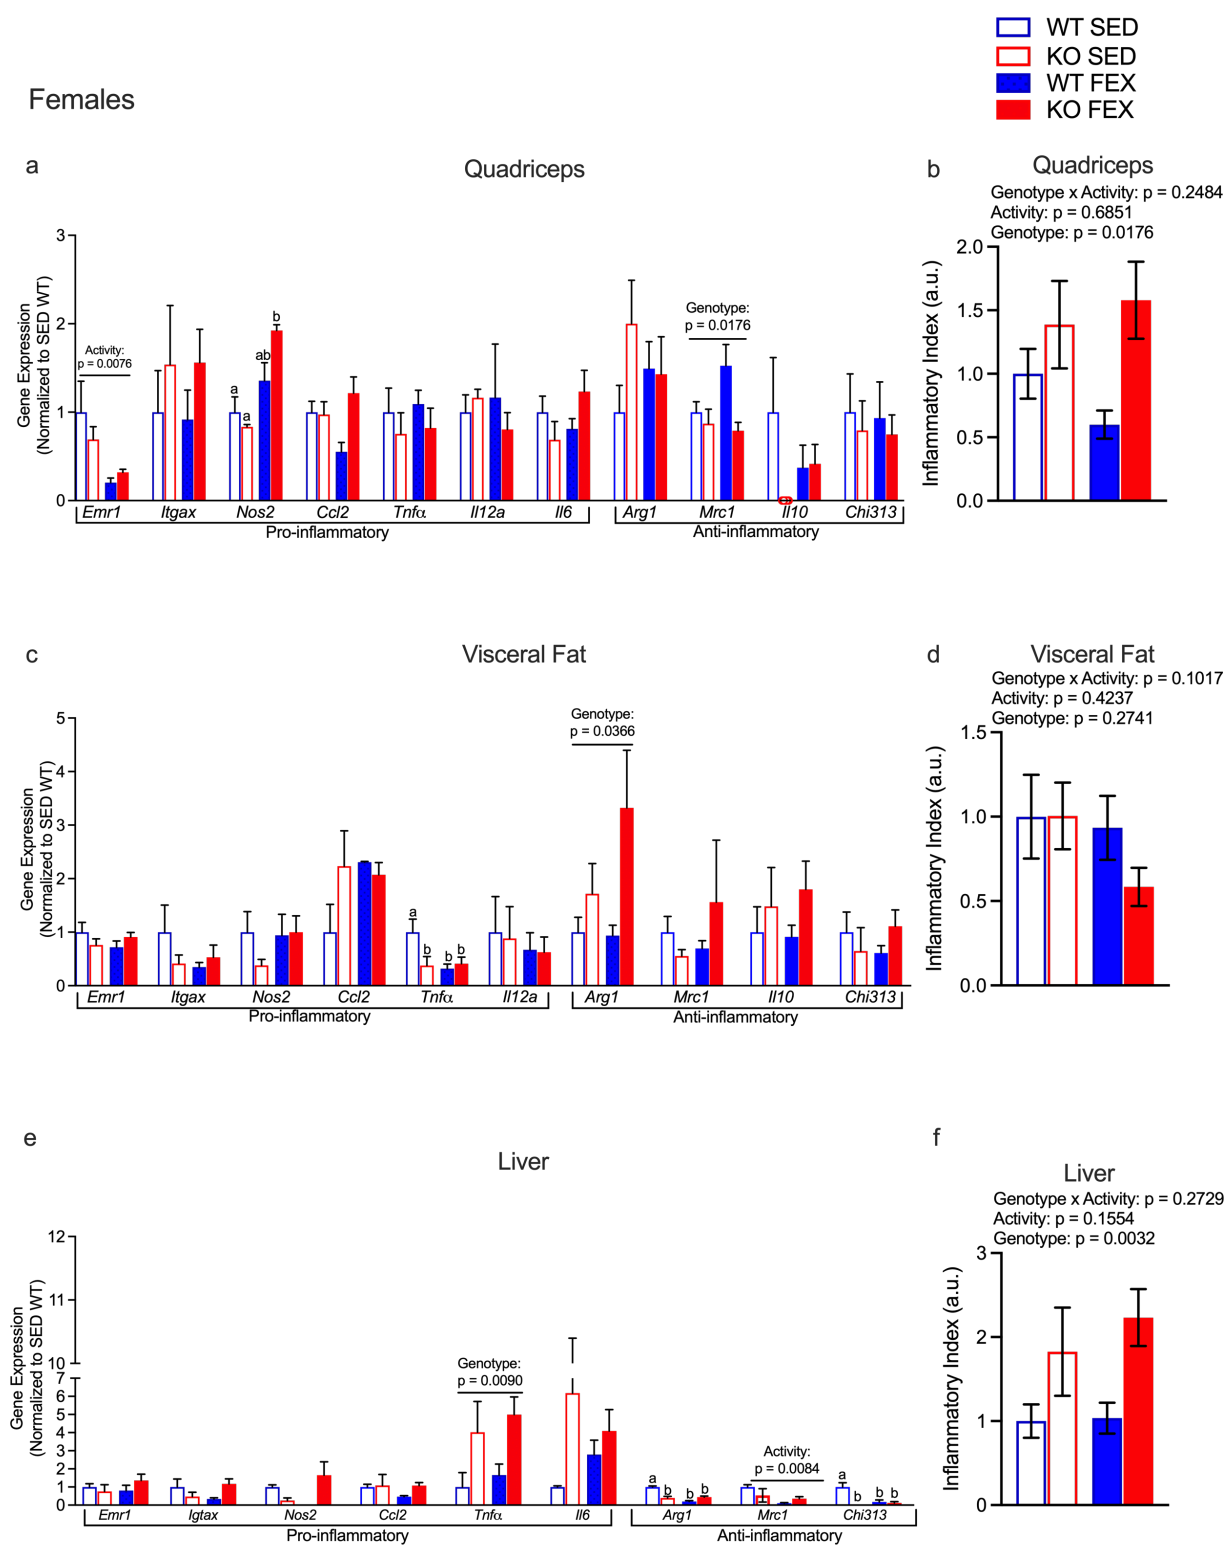 WT SED
KO SED
WT FEX
KO FEX
Females
a
Quadriceps
Gene Expression
(Normalized to SED WT)
3
2
1
0
Activity:
p = 0.0076
a
a
ab
b
Genotype:
p = 0.0176
Emr1 Itgax Nos2 Ccl2 Tnfα Il12a Il6 Arg1 Mrc1 Il10 Chi313
Pro-inflammatory Anti-inflammatory
b
Quadriceps
Genotype x Activity: p = 0.2484
Activity: p = 0.6851
Genotype: p = 0.0176
Inflammatory Index (a.u.)
2.0
1.5
1.0
0.5
0.0
c
Visceral Fat
Gene Expression
(Normalized to SED WT)
5
4
3
2
1
0
a
b
b
b
Genotype:
p = 0.0366
Emr1 Itgax Nos2 Ccl2 Tnfα Il12a Arg1 Mrc1 Il10 Chi313
Pro-inflammatory Anti-inflammatory
d
Visceral Fat
Genotype x Activity: p = 0.1017
Activity: p = 0.4237
Genotype: p = 0.2741
Inflammatory Index (a.u.)
1.5
1.0
0.5
0.0
e
Liver
Gene Expression
(Normalized to SED WT)
12
11
10
7
6
5
4
3
2
1
0
Genotype:
p = 0.0090
a
b
b
b
Activity:
p = 0.0084
a
b
b
b
Emr1 Igtax Nos2 Ccl2 Tnfα Il6 Arg1 Mrc1 Chi313
Pro-inflammatory Anti-inflammatory
f
Liver
Genotype x Activity: p = 0.2729
Activity: p = 0.1554
Genotype: p = 0.0032
Inflammatory Index (a.u.)
3
2
1
0